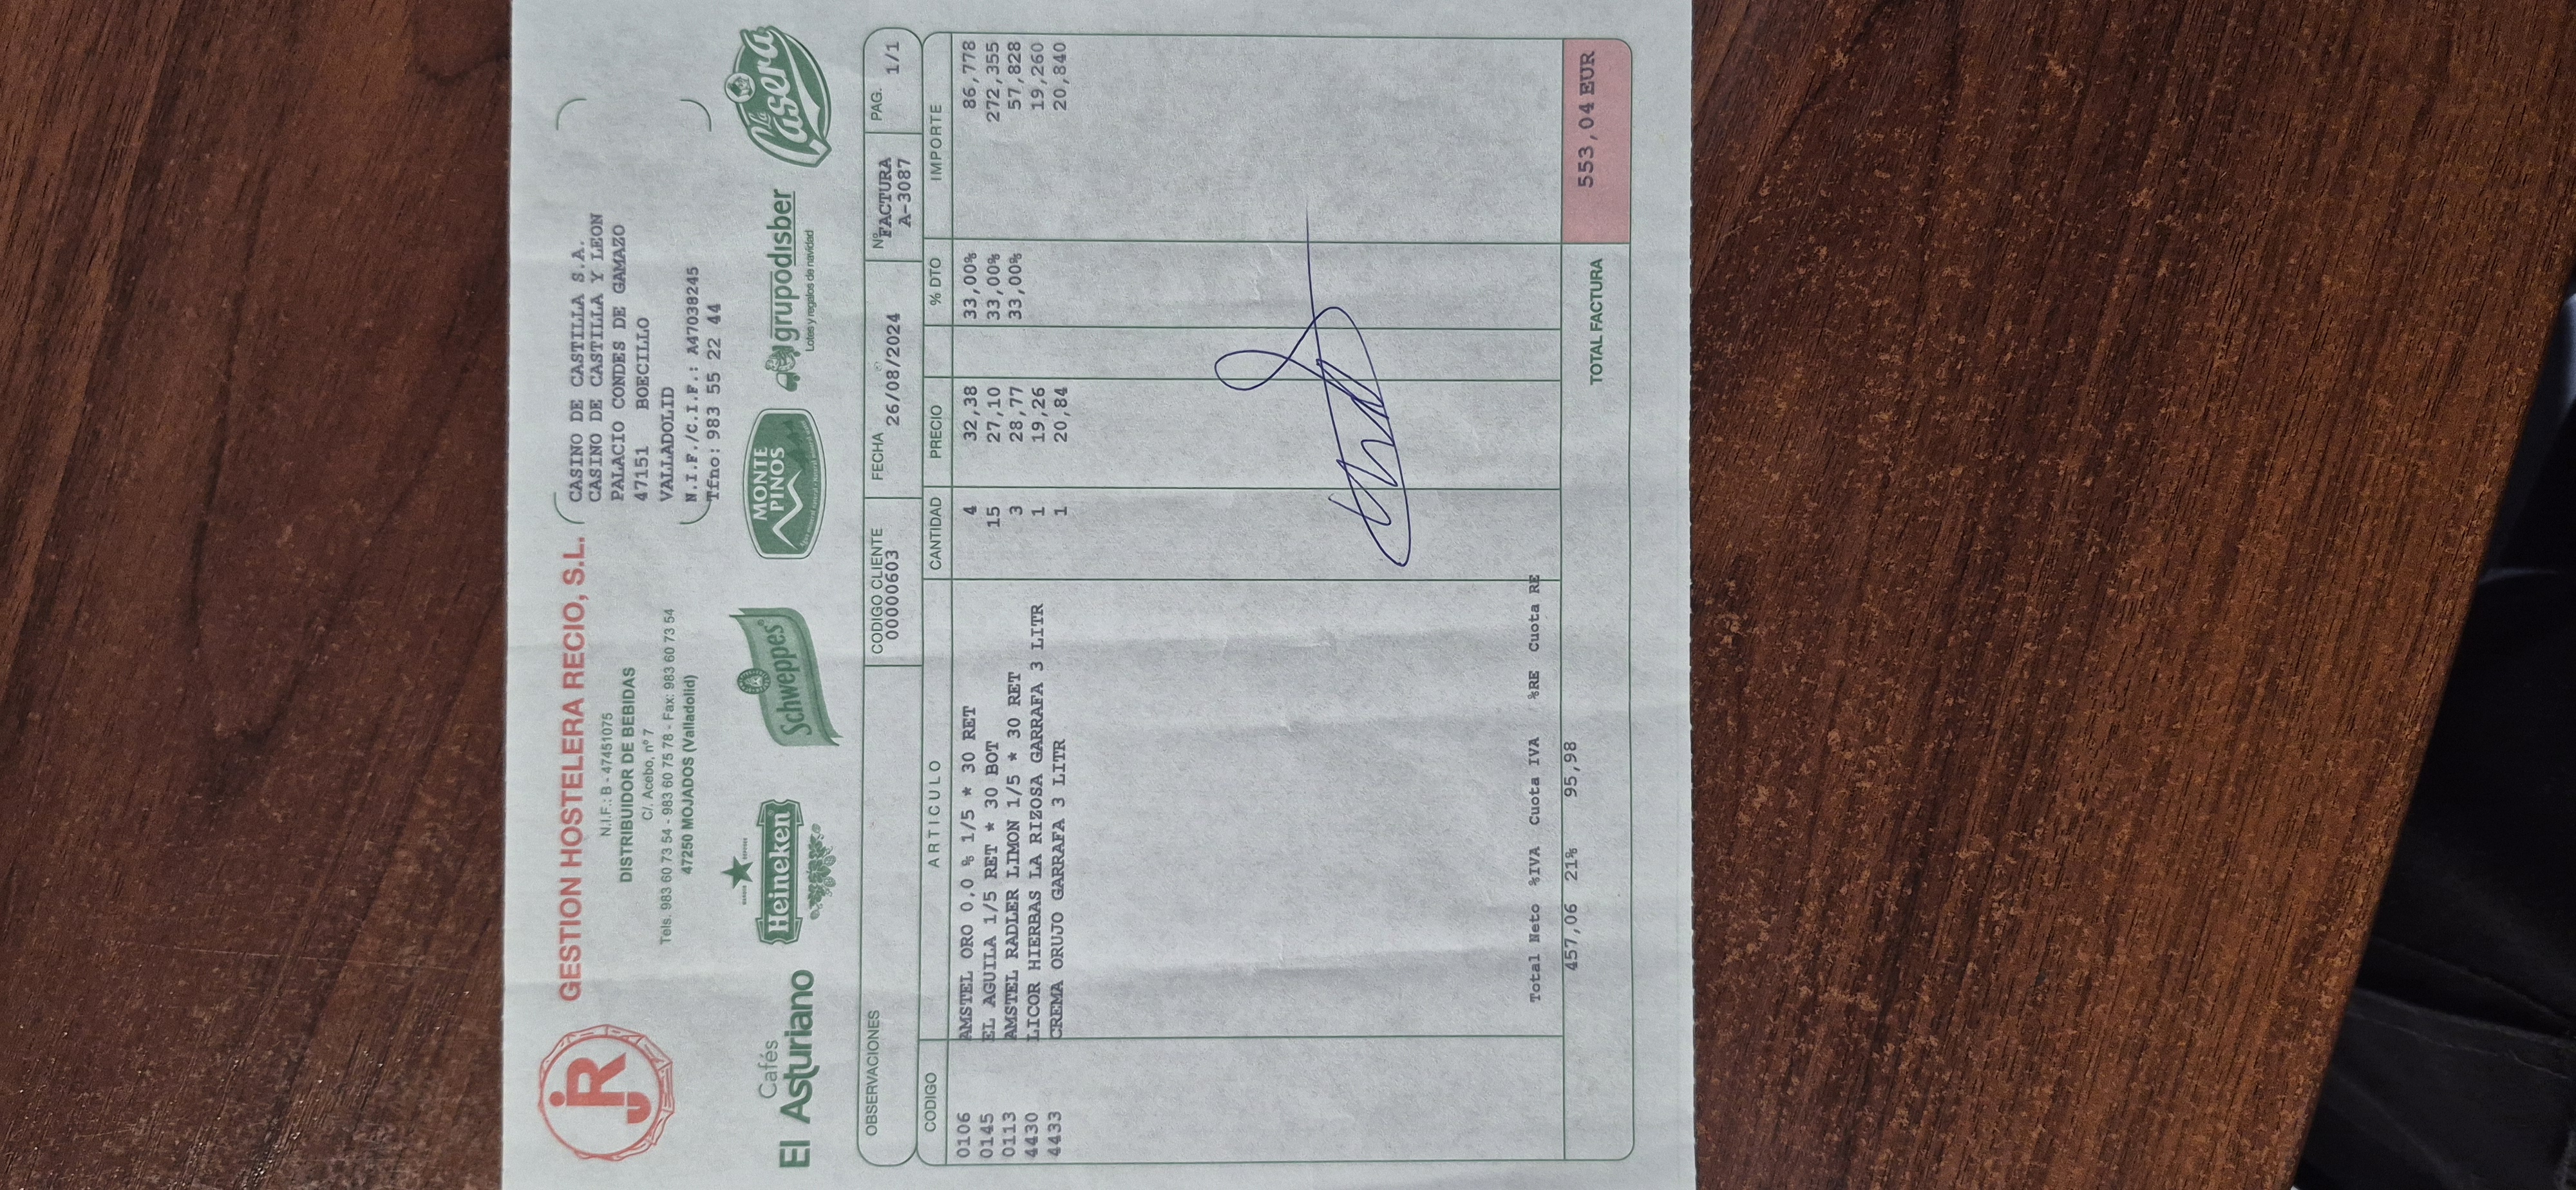 jR
GESTION HOSTELERA RECIO, S.L.
N.I.F.: B - 47451075
DISTRIBUIDOR DE BEBIDAS
C/. Acebo, nº 7
Tels. 983 60 73 54 - 983 60 75 78 - Fax: 983 60 73 54
47250 MOJADOS (Valladolid)
CASINO DE CASTILLA S.A.
CASINO DE CASTILLA Y LEON
PALACIO CONDES DE GAMAZO
47151 BOECILLO
VALLADOLID
N.I.F./C.I.F.: A47038245
Tfno: 983 55 22 44
Cafés
El Asturiano
Heineken
Schweppes
MONTE
PINOS
grupodisber
Lotes y regalos de navidad
La Casera
OBSERVACIONES CODIGO CLIENTE FECHA Nº FACTURA PAG.
00000603 26/08/2024 A-3087 1/1
CODIGO ARTICULO CANTIDAD PRECIO % DTO IMPORTE
0106 AMSTEL ORO 0,0 % 1/5 * 30 RET 4 32,38 33,00% 86,778
0145 EL AGUILA 1/5 RET * 30 BOT 15 27,10 33,00% 272,355
0113 AMSTEL RADLER LIMON 1/5 * 30 RET 3 28,77 33,00% 57,828
4430 LICOR HIERBAS LA RIZOSA GARRAFA 3 LITR 1 19,26 19,260
4433 CREMA ORUJO GARRAFA 3 LITR 1 20,84 20,840
Total Neto %IVA Cuota IVA %RE Cuota RE
457,06 21% 95,98
TOTAL FACTURA 553,04 EUR